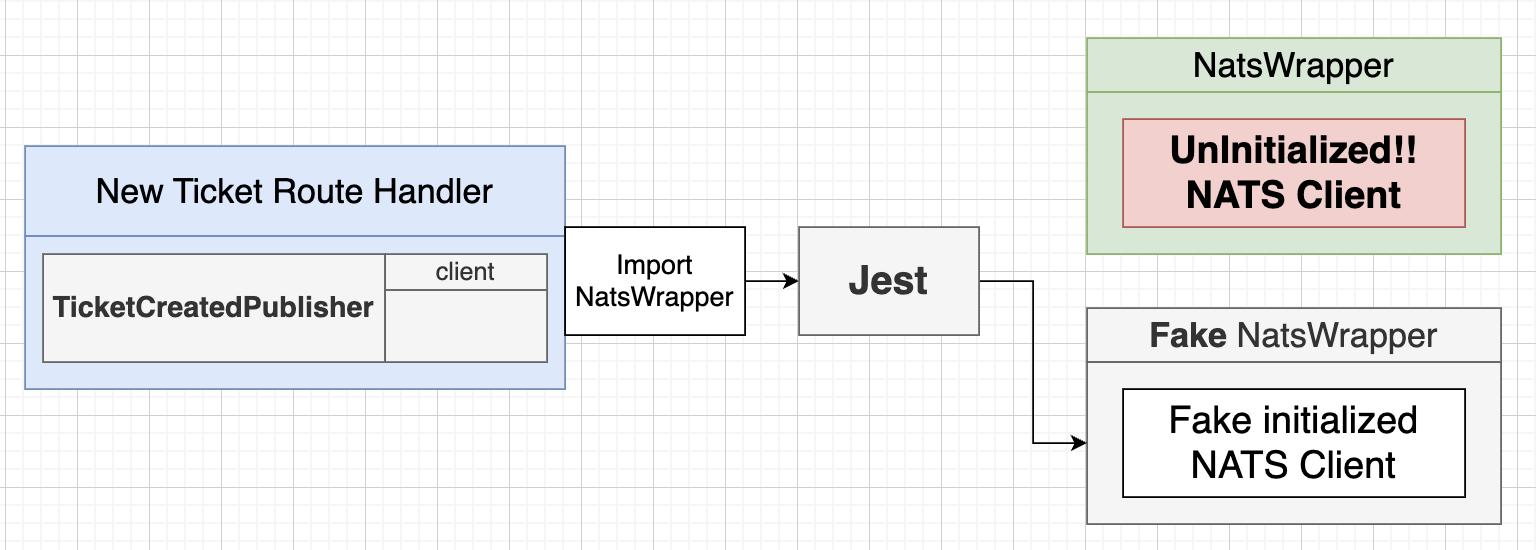 New Ticket Route Handler
TicketCreatedPublisher
client
Import
NatsWrapper
Jest
NatsWrapper
UnInitialized!!
NATS Client
Fake NatsWrapper
Fake initialized
NATS Client